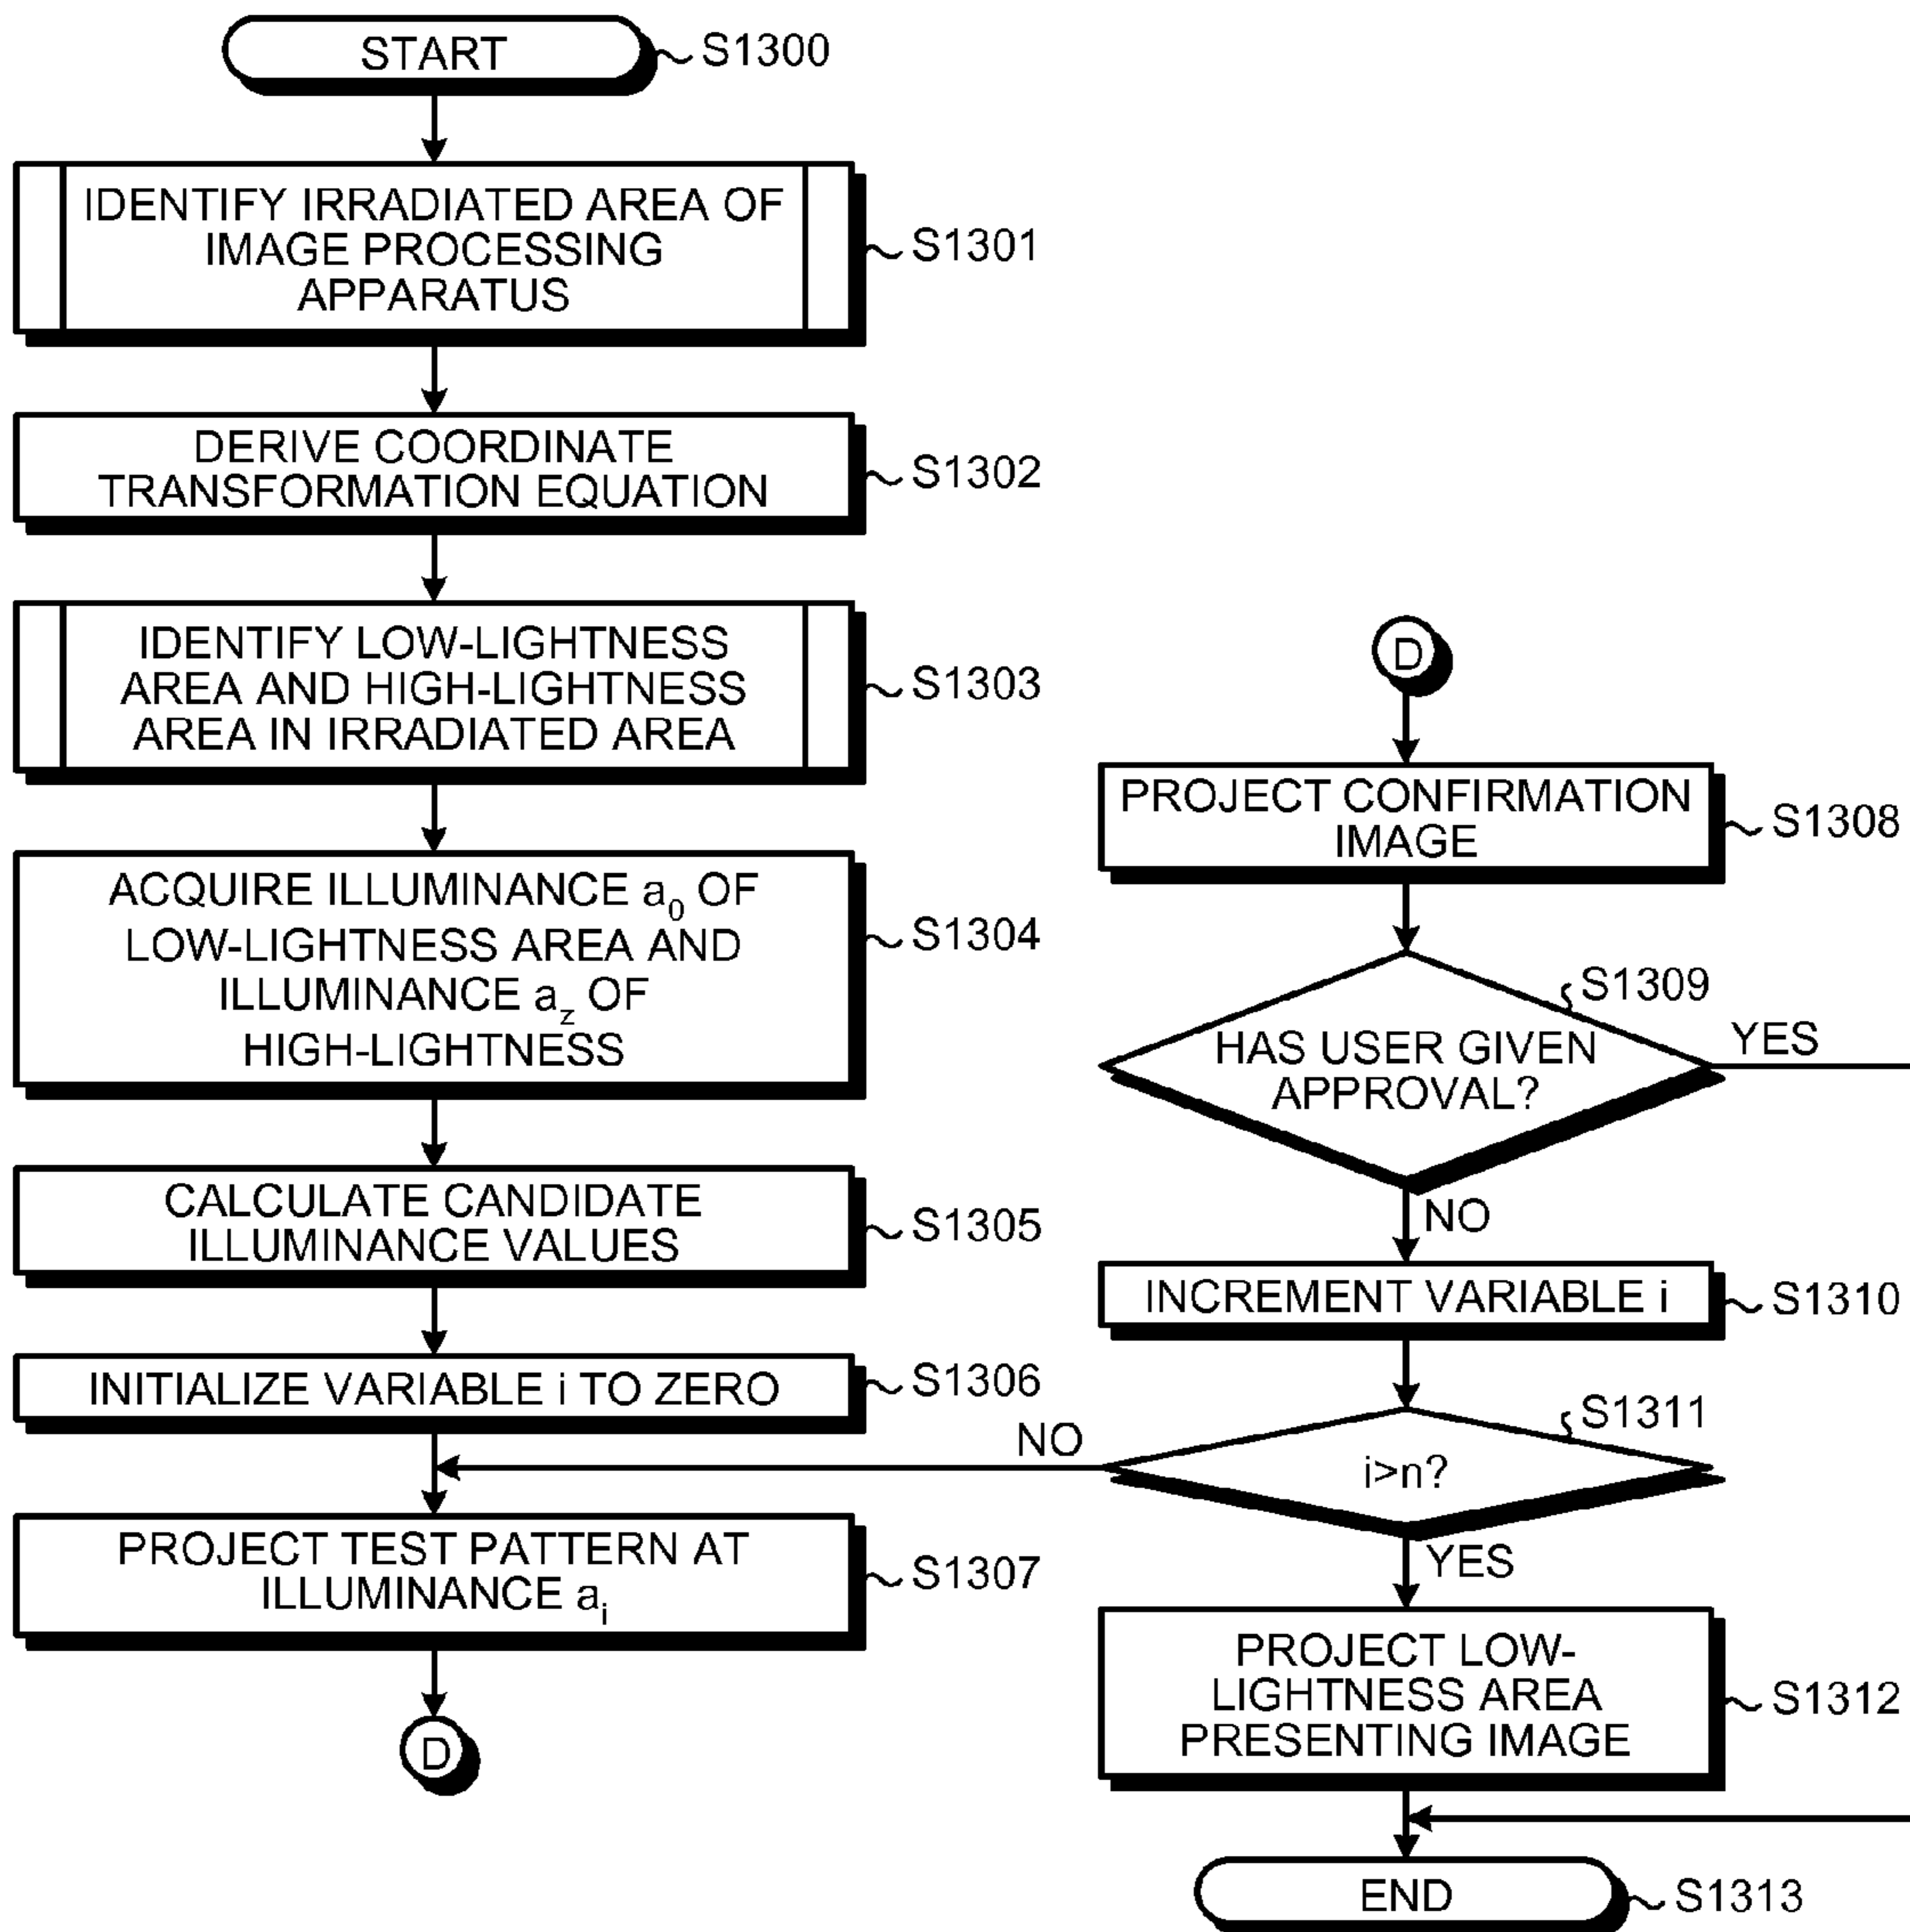 START
S1300
IDENTIFY IRRADIATED AREA OF
IMAGE PROCESSING
APPARATUS
S1301
DERIVE COORDINATE
TRANSFORMATION EQUATION
S1302
IDENTIFY LOW-LIGHTNESS
AREA AND HIGH-LIGHTNESS
AREA IN IRRADIATED AREA
S1303
ACQUIRE ILLUMINANCE a0 OF
LOW-LIGHTNESS AREA AND
ILLUMINANCE az OF
HIGH-LIGHTNESS
S1304
CALCULATE CANDIDATE
ILLUMINANCE VALUES
S1305
INITIALIZE VARIABLE i TO ZERO
S1306
PROJECT TEST PATTERN AT
ILLUMINANCE ai
S1307
D
D
PROJECT CONFIRMATION
IMAGE
S1308
HAS USER GIVEN
APPROVAL?
S1309
YES
NO
INCREMENT VARIABLE i
S1310
i>n?
S1311
NO
YES
PROJECT LOW-
LIGHTNESS AREA
PRESENTING IMAGE
S1312
END
S1313